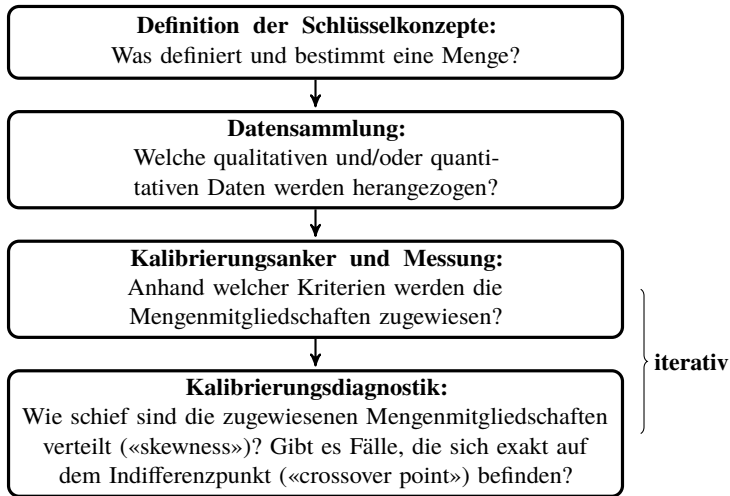 Definition der Schlüsselkonzepte:
Was definiert und bestimmt eine Menge?
Datensammlung:
Welche qualitativen und/oder quanti-
tativen Daten werden herangezogen?
Kalibrierungsanker und Messung:
Anhand welcher Kriterien werden die
Mengenmitgliedschaften zugewiesen?
iterativ
Kalibrierungsdiagnostik:
Wie schief sind die zugewiesenen Mengenmitgliedschaften
verteilt («skewness»)? Gibt es Fälle, die sich exakt auf
dem Indifferenzpunkt («crossover point») befinden?